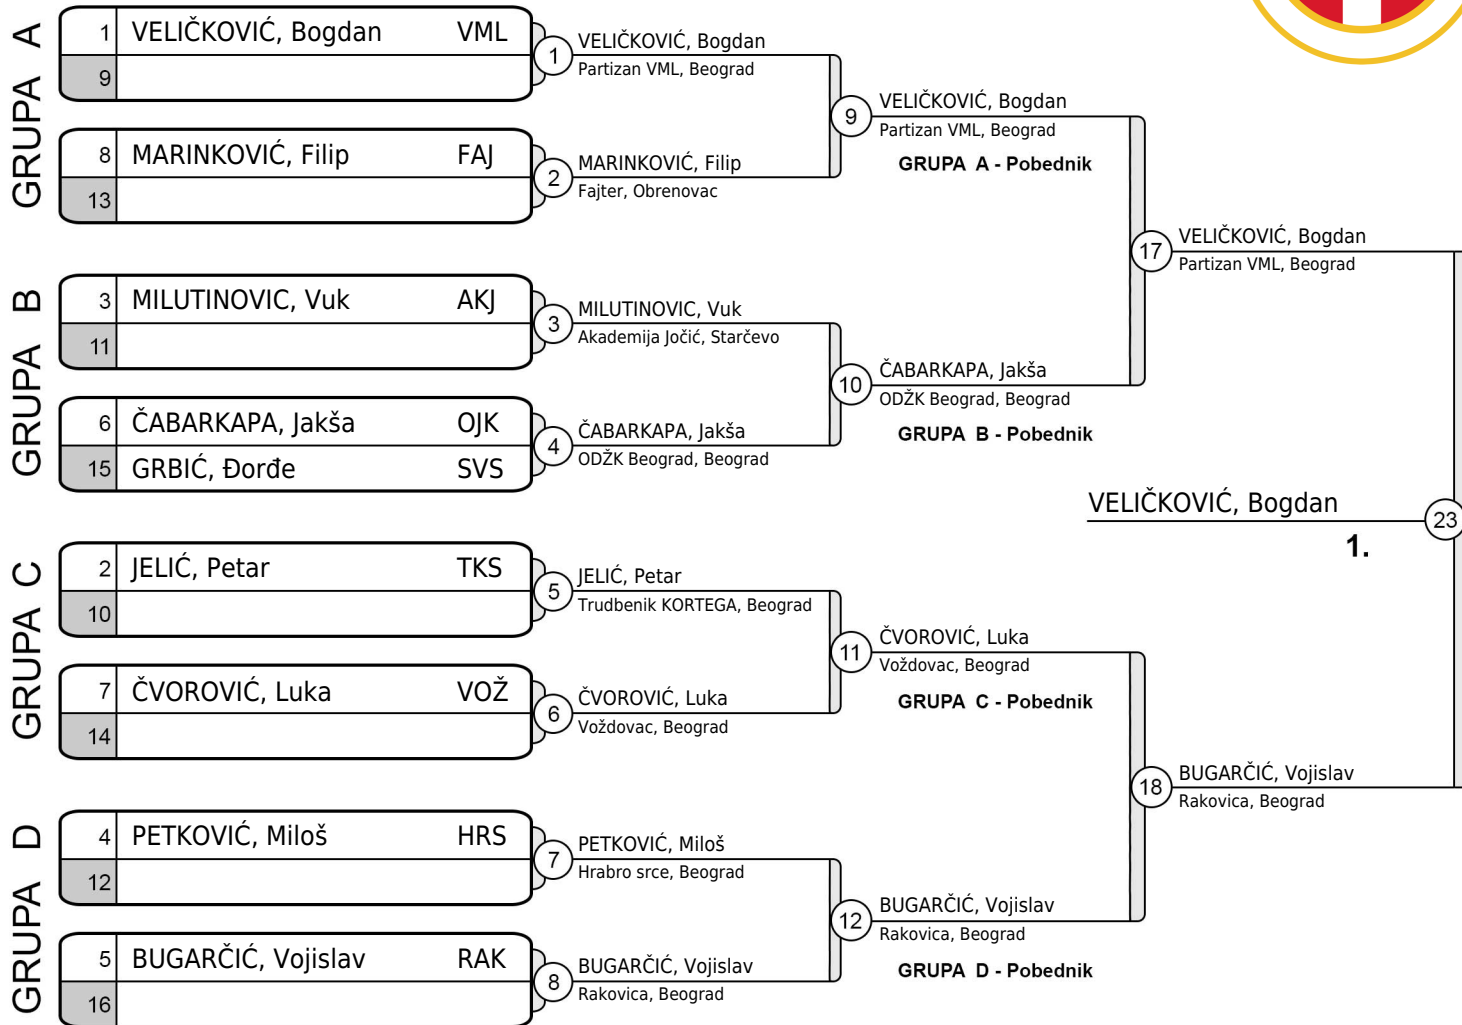 GRUPA A
1 VELIČKOVIĆ, Bogdan VML
9
8 MARINKOVIĆ, Filip FAJ
13
GRUPA B
3 MILUTINOVIC, Vuk AKJ
11
6 ČABARKAPA, Jakša OJK
15 GRBIĆ, Đorđe SVS
GRUPA C
2 JELIĆ, Petar TKS
10
7 ČVOROVIĆ, Luka VOŽ
14
GRUPA D
4 PETKOVIĆ, Miloš HRS
12
5 BUGARČIĆ, Vojislav RAK
16
1 VELIČKOVIĆ, Bogdan
Partizan VML, Beograd
2 MARINKOVIĆ, Filip
Fajter, Obrenovac
3 MILUTINOVIC, Vuk
Akademija Jočić, Starčevo
4 ČABARKAPA, Jakša
ODŽK Beograd, Beograd
5 JELIĆ, Petar
Trudbenik KORTEGA, Beograd
6 ČVOROVIĆ, Luka
Voždovac, Beograd
7 PETKOVIĆ, Miloš
Hrabro srce, Beograd
8 BUGARČIĆ, Vojislav
Rakovica, Beograd
9 VELIČKOVIĆ, Bogdan
Partizan VML, Beograd
GRUPA A - Pobednik
10 ČABARKAPA, Jakša
ODŽK Beograd, Beograd
GRUPA B - Pobednik
11 ČVOROVIĆ, Luka
Voždovac, Beograd
GRUPA C - Pobednik
12 BUGARČIĆ, Vojislav
Rakovica, Beograd
GRUPA D - Pobednik
17 VELIČKOVIĆ, Bogdan
Partizan VML, Beograd
18 BUGARČIĆ, Vojislav
Rakovica, Beograd
VELIČKOVIĆ, Bogdan 23
1.